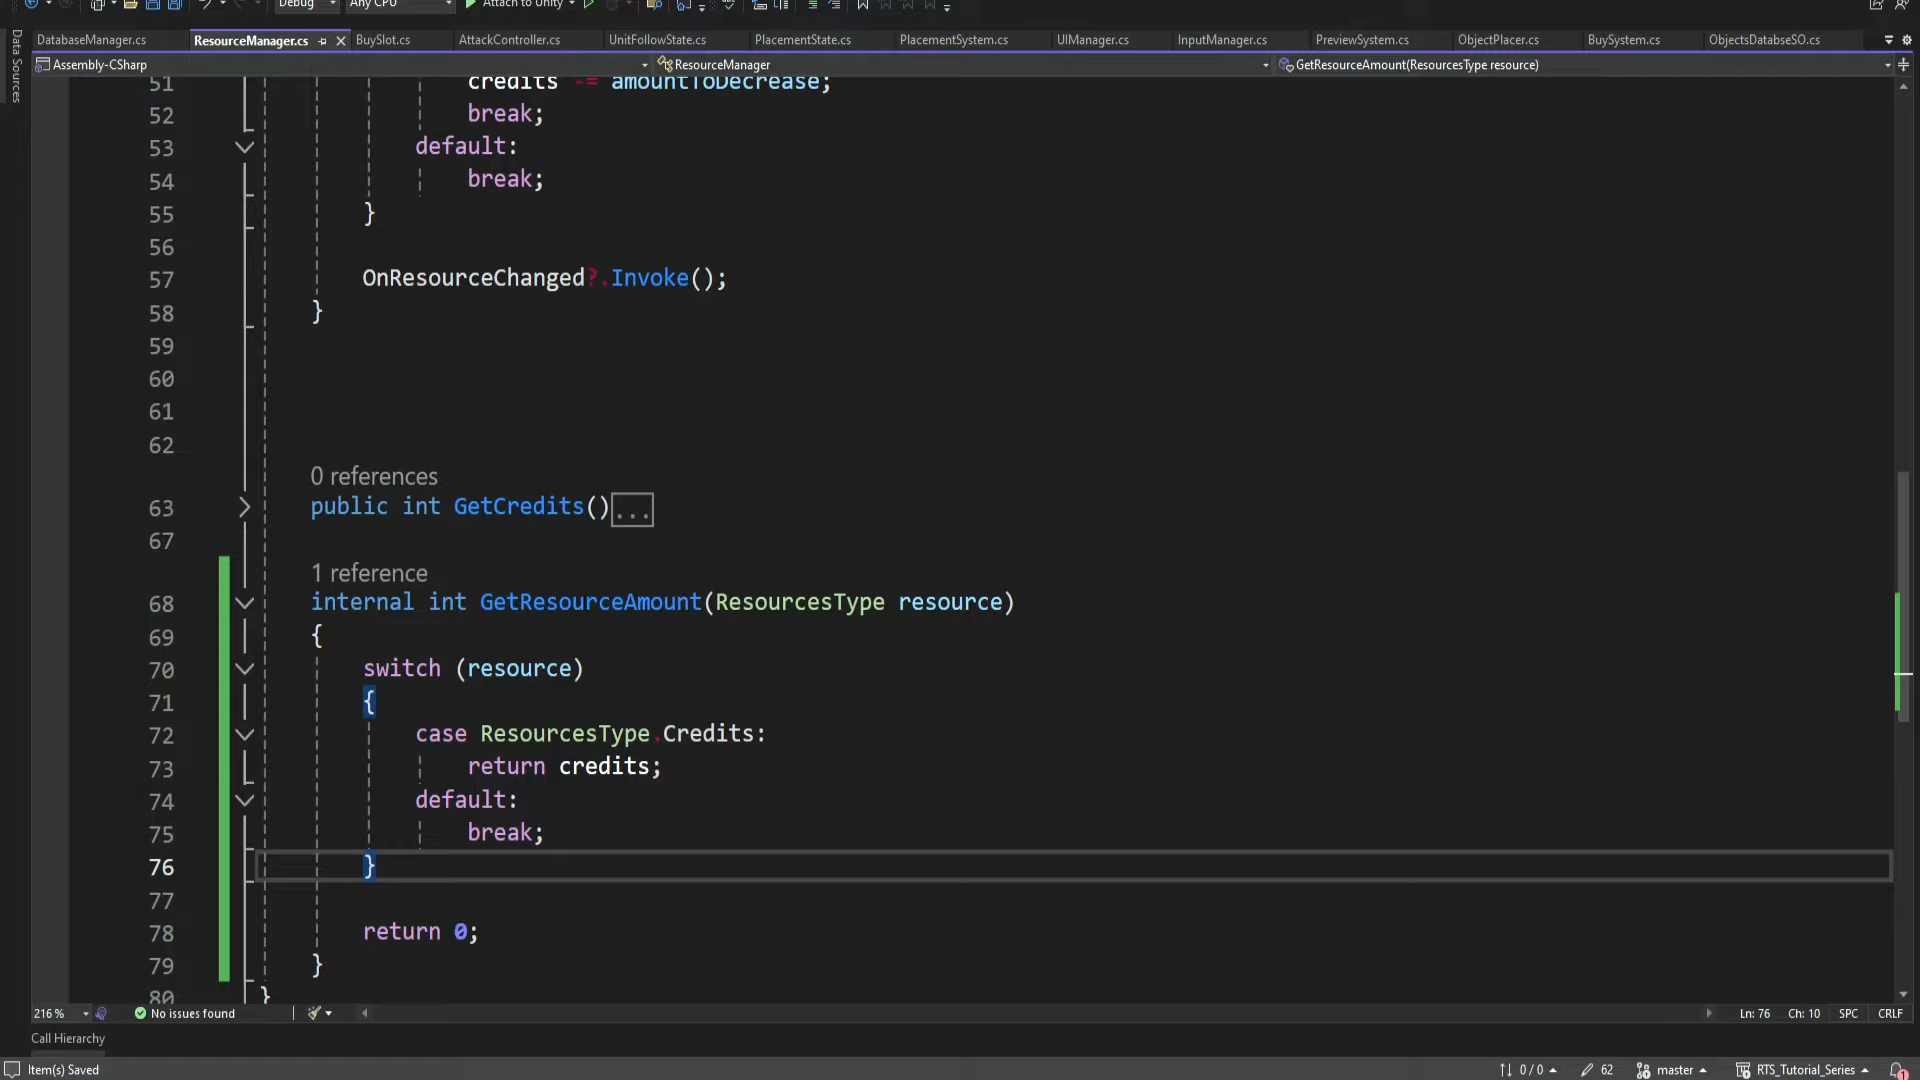 Debug Any CPU Attach to Unity
DatabaseManager.cs ResourceManager.cs BuySlot.cs AttackController.cs UnitFollowState.cs PlacementState.cs PlacementSystem.cs UIManager.cs InputManager.cs PreviewSystem.cs ObjectPlacer.cs BuySystem.cs ObjectsDatabseSO.cs
Data Sources
Assembly-CSharp ResourceManager GetResourceAmount(ResourcesType resource)
51 credits -= amountToDecrease;
52 break;
53 default:
54 break;
55 }
56
57 OnResourceChanged?.Invoke();
58 }
59
60
61
62
0 references
63 public int GetCredits()...
67
1 reference
68 internal int GetResourceAmount(ResourcesType resource)
69 {
70 switch (resource)
71 {
72 case ResourcesType.Credits:
73 return credits;
74 default:
75 break;
76 }
77
78 return 0;
79 }
80 }
216 % No issues found Ln: 76 Ch: 10 SPC CRLF
Call Hierarchy
Item(s) Saved 0 / 0 62 master RTS_Tutorial_Series 1